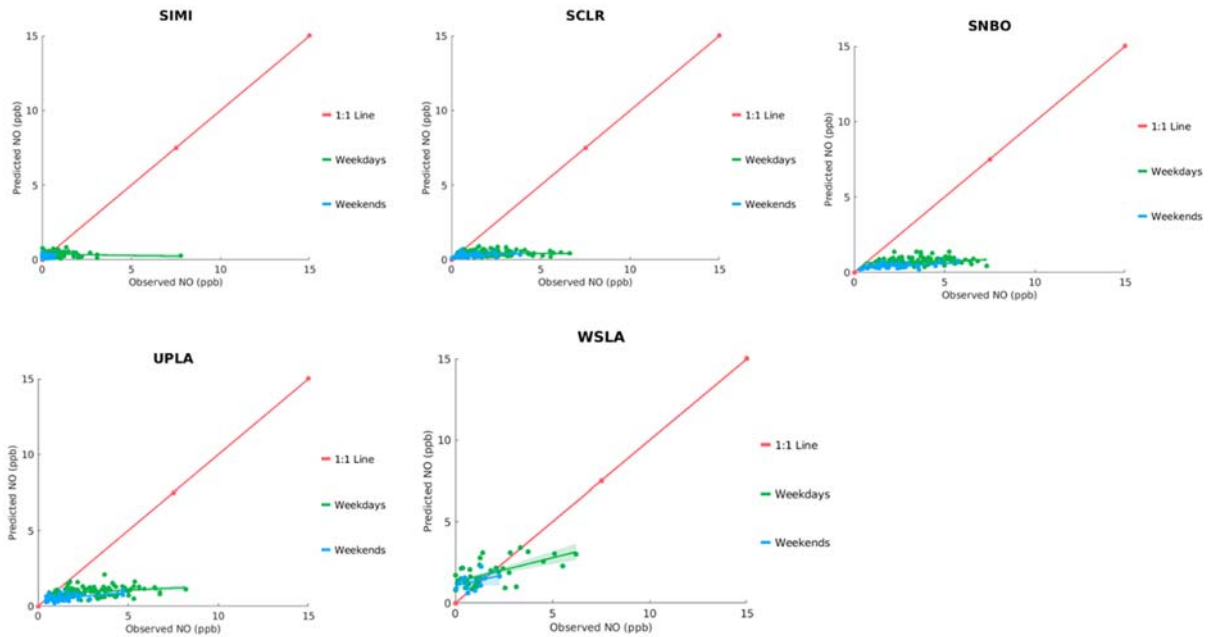 SIMI
15
10
5
0
0
5
10
15
Predicted NO (ppb)
Observed NO (ppb)
1:1 Line
Weekdays
Weekends
SCLR
15
10
5
0
0
5
10
15
Predicted NO (ppb)
Observed NO (ppb)
1:1 Line
Weekdays
Weekends
SNBO
15
10
5
0
0
5
10
15
Predicted NO (ppb)
Observed NO (ppb)
1:1 Line
Weekdays
Weekends
UPLA
15
10
5
0
0
5
10
15
Predicted NO (ppb)
Observed NO (ppb)
1:1 Line
Weekdays
Weekends
WSLA
15
10
5
0
0
5
10
15
Predicted NO (ppb)
Observed NO (ppb)
1:1 Line
Weekdays
Weekends